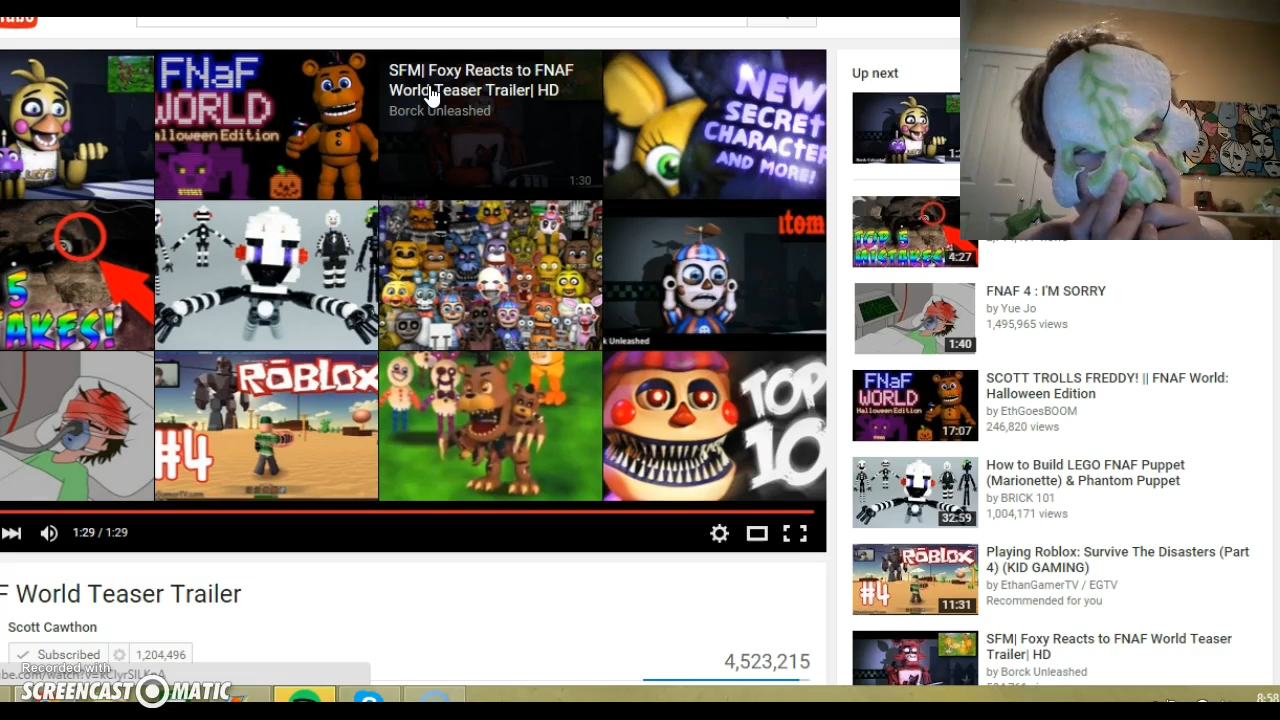 FNaF
WORLD
Halloween Edition
SFM| Foxy Reacts to FNAF
World Teaser Trailer| HD
Borck Unleashed
1:30
NEW
SECRET
CHARACTER
AND MORE!
5
TAKES!
k Unleashed
ROBLOX
#4
TOP
10
1:29 / 1:29
F World Teaser Trailer
Scott Cawthon
Subscribed 1,204,496
4,523,215
Up next
TOP 5
MISTAKES!
4:27
FNAF 4 : I'M SORRY
by Yue Jo
1,495,965 views
1:40
SCOTT TROLLS FREDDY! || FNAF World:
Halloween Edition
by EthGoesBOOM
246,820 views
FNaF
WORLD
Halloween Edition
17:07
How to Build LEGO FNAF Puppet
(Marionette) & Phantom Puppet
by BRICK 101
1,004,171 views
32:59
Playing Roblox: Survive The Disasters (Part
4) (KID GAMING)
by EthanGamerTV / EGTV
Recommended for you
ROBLOX
#4
11:31
SFM| Foxy Reacts to FNAF World Teaser
Trailer| HD
by Borck Unleashed
Recorded with
SCREENCAST MATIC
8:58